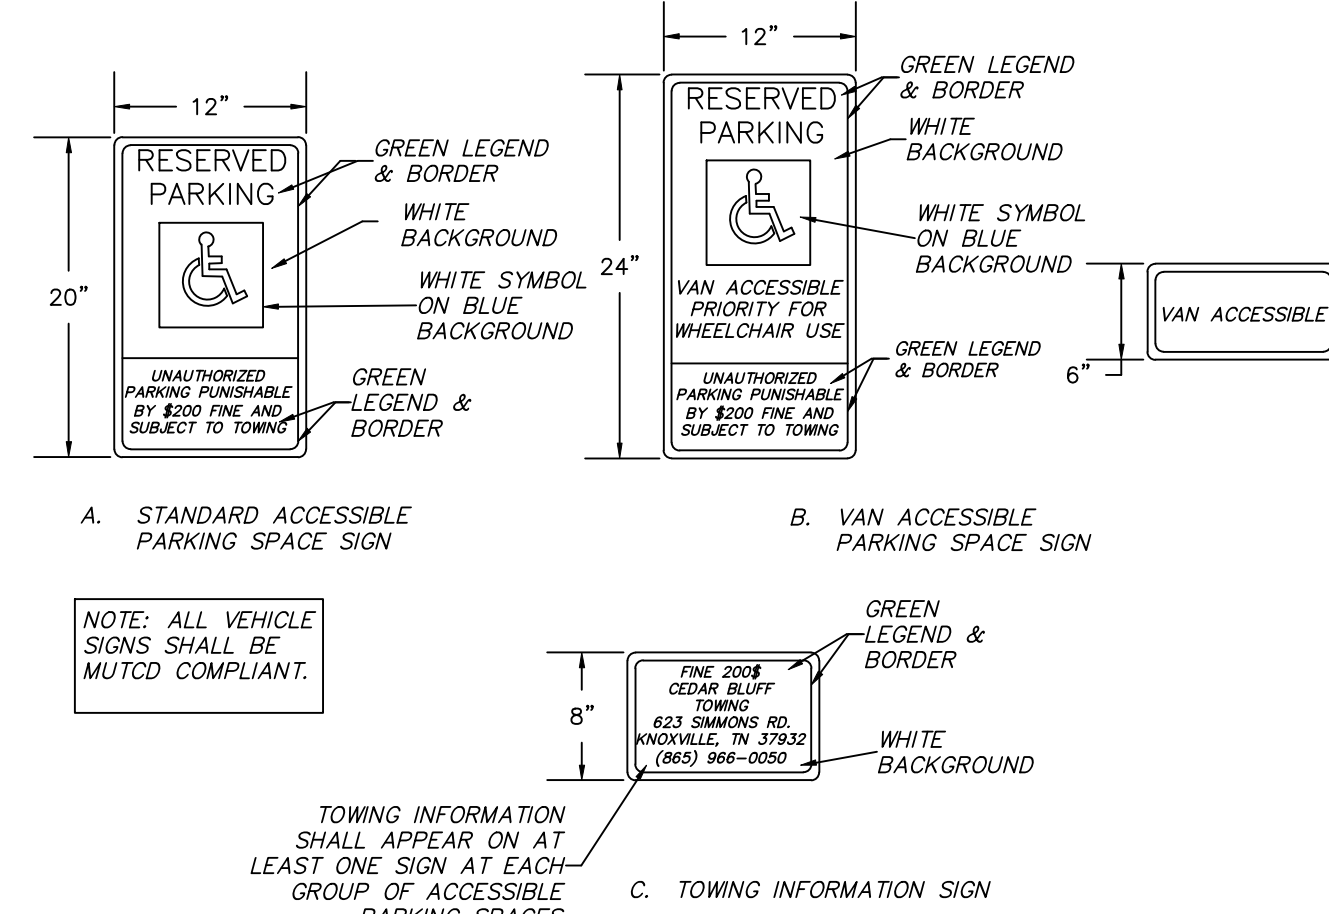 12"
RESERVED
PARKING
20"
UNAUTHORIZED
PARKING PUNISHABLE
BY $200 FINE AND
SUBJECT TO TOWING
GREEN LEGEND
& BORDER
WHITE
BACKGROUND
WHITE SYMBOL
ON BLUE
BACKGROUND
GREEN
LEGEND &
BORDER
A. STANDARD ACCESSIBLE
PARKING SPACE SIGN
12"
RESERVED
PARKING
24"
VAN ACCESSIBLE
PRIORITY FOR
WHEELCHAIR USE
UNAUTHORIZED
PARKING PUNISHABLE
BY $200 FINE AND
SUBJECT TO TOWING
GREEN LEGEND
& BORDER
WHITE
BACKGROUND
WHITE SYMBOL
ON BLUE
BACKGROUND
GREEN LEGEND
& BORDER
VAN ACCESSIBLE
6"
B. VAN ACCESSIBLE
PARKING SPACE SIGN
NOTE: ALL VEHICLE
SIGNS SHALL BE
MUTCD COMPLIANT.
8"
FINE 200$
CEDAR BLUFF
TOWING
623 SIMMONS RD.
KNOXVILLE, TN 37932
(865) 966-0050
GREEN
LEGEND &
BORDER
WHITE
BACKGROUND
TOWING INFORMATION
SHALL APPEAR ON AT
LEAST ONE SIGN AT EACH
GROUP OF ACCESSIBLE
PARKING SPACES
C. TOWING INFORMATION SIGN